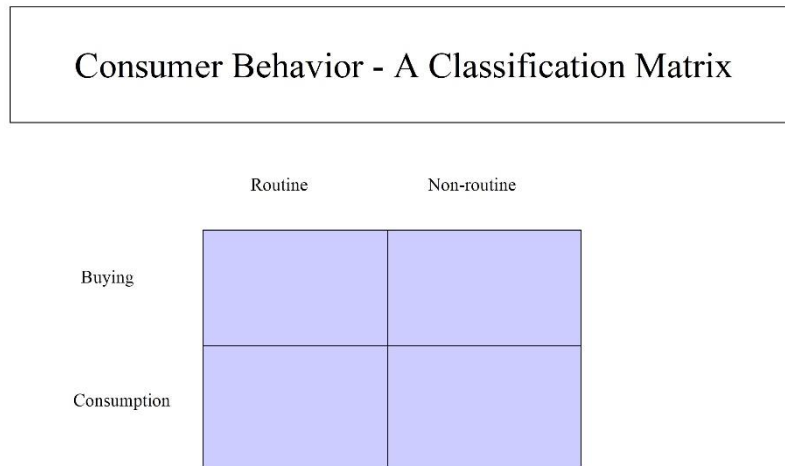 Consumer Behavior - A Classification Matrix
Routine Non-routine
Buying
Consumption